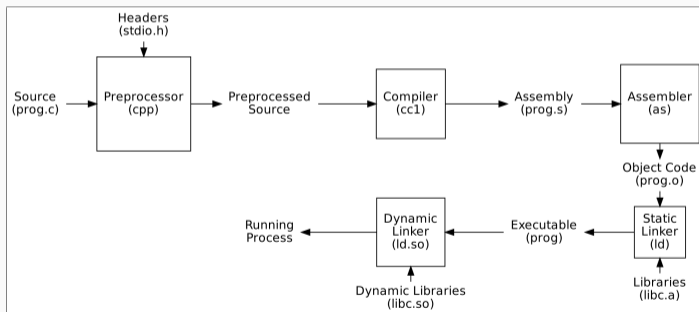 Headers
(stdio.h)
Source
(prog.c)
Preprocessor
(cpp)
Preprocessed
Source
Compiler
(cc1)
Assembly
(prog.s)
Assembler
(as)
Object Code
(prog.o)
Static
Linker
(ld)
Libraries
(libc.a)
Executable
(prog)
Dynamic
Linker
(ld.so)
Dynamic Libraries
(libc.so)
Running
Process